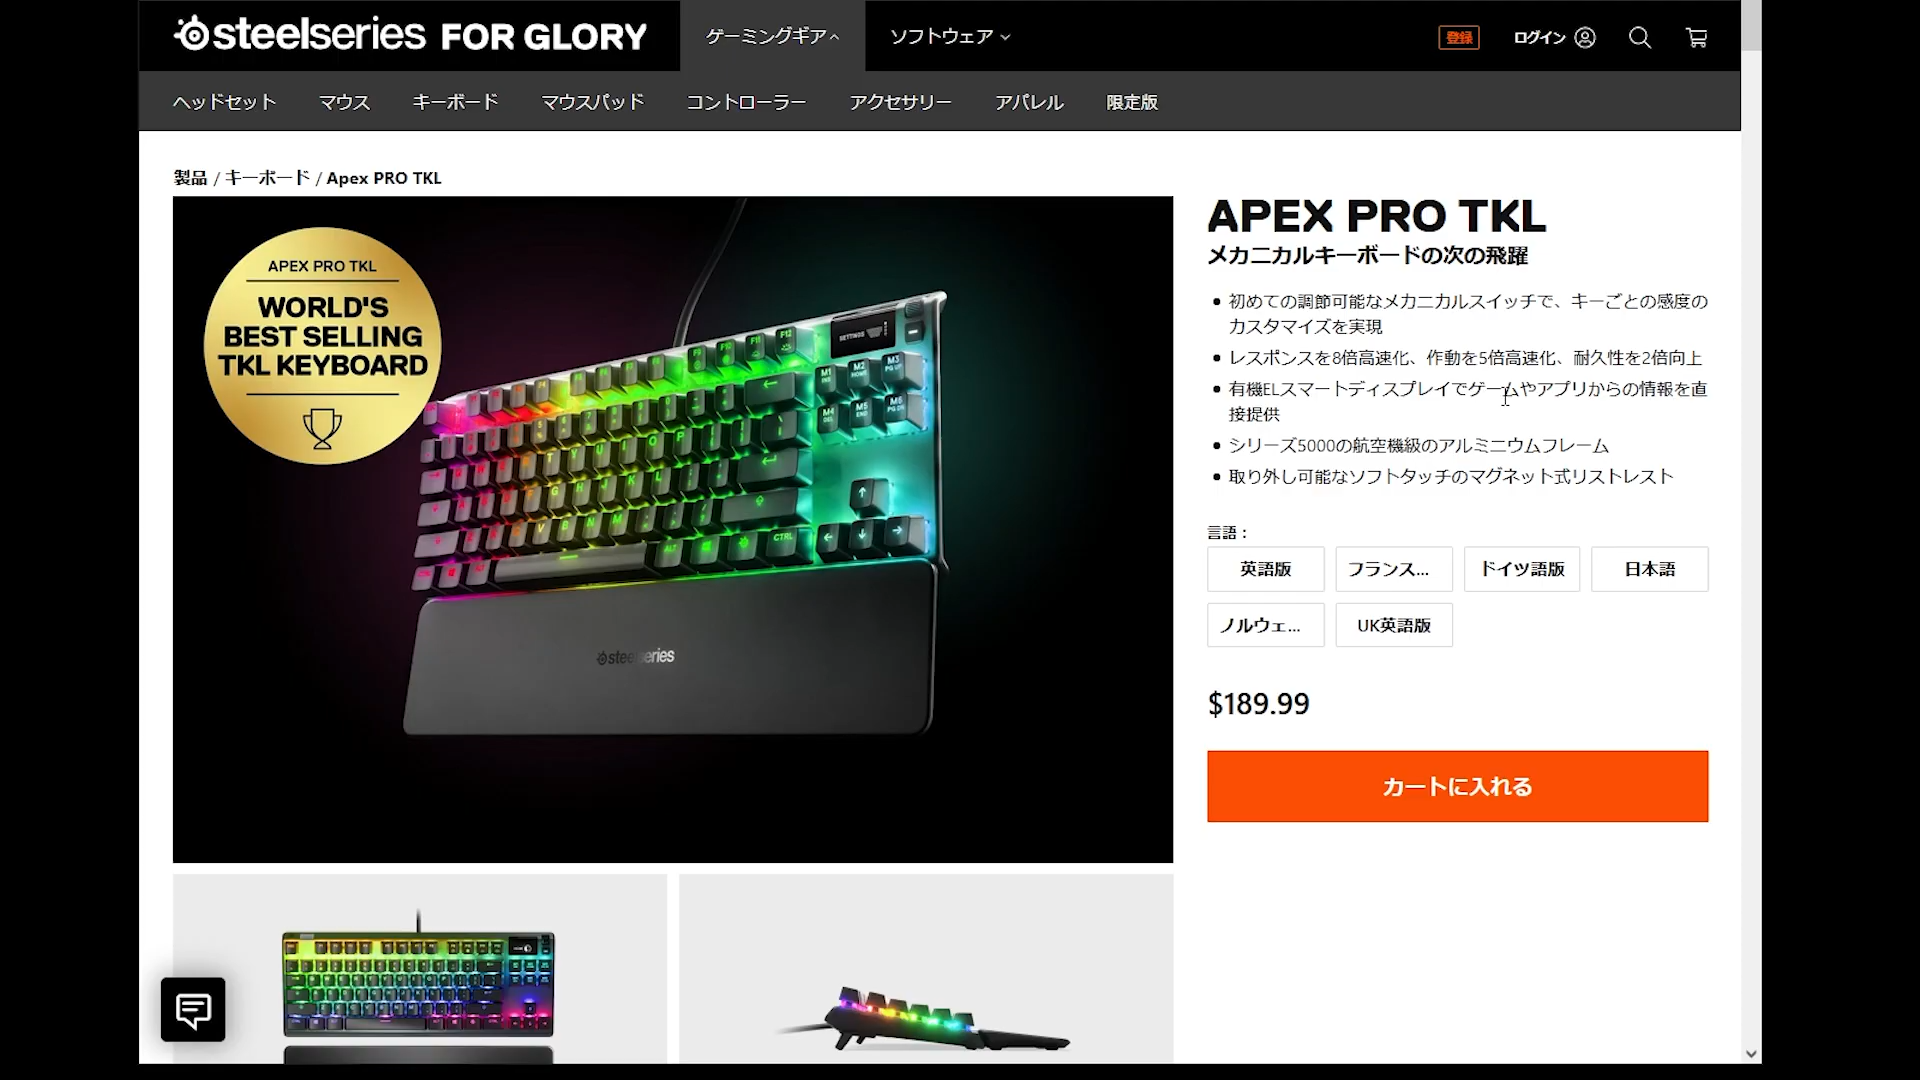 steelseries FOR GLORY
ゲーミングギア
ソフトウェア
登録
ログイン
ヘッドセット
マウス
キーボード
マウスパッド
コントローラー
アクセサリー
アパレル
限定版
製品 / キーボード / Apex PRO TKL
APEX PRO TKL
WORLD'S
BEST SELLING
TKL KEYBOARD
steelseries
APEX PRO TKL
メカニカルキーボードの次の飛躍
初めての調節可能なメカニカルスイッチで、キーごとの感度の
カスタマイズを実現
レスポンスを8倍高速化、作動を5倍高速化、耐久性を2倍向上
有機ELスマートディスプレイでゲームやアプリからの情報を直
接提供
シリーズ5000の航空機級のアルミニウムフレーム
取り外し可能なソフトタッチのマグネット式リストレスト
言語：
英語版
フランス...
ドイツ語版
日本語
ノルウェ...
UK英語版
$189.99
カートに入れる